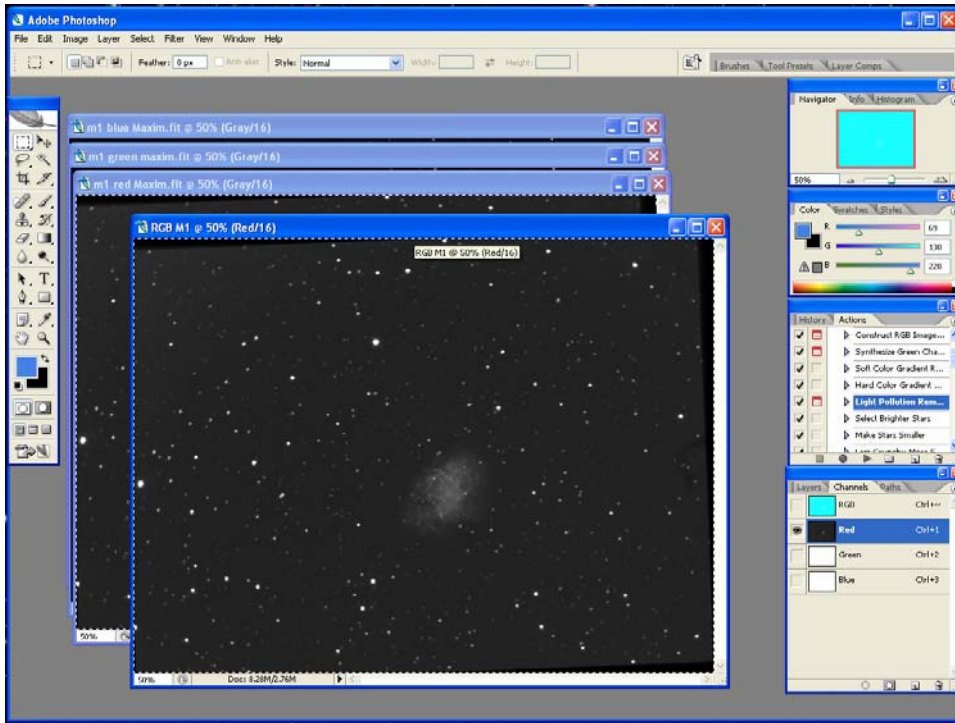 Adobe Photoshop
File Edit Image Layer Select Filter View Window Help
Feather: 0 px Anti-alias Style: Normal Width: Height:
Brushes Tool Presets Layer Comps
m1 blue Maxim.fit @ 50% (Gray/16)
m1 green maxim.fit @ 50% (Gray/16)
m1 red Maxim.fit @ 50% (Gray/16)
50%
RGB M1 @ 50% (Red/16)
RGB M1 @ 50% (Red/16)
50% Doc: 8.28M/2.76M
Navigator Info Histogram
50%
Color Swatches Styles
R 69
G 130
B 220
History Actions
Construct RGB Image...
Synthesize Green Cha...
Soft Color Gradient R...
Hard Color Gradient ...
Light Pollution Rem...
Select Brighter Stars
Make Stars Smaller
Layers Channels Paths
RGB Ctrl+~
Red Ctrl+1
Green Ctrl+2
Blue Ctrl+3